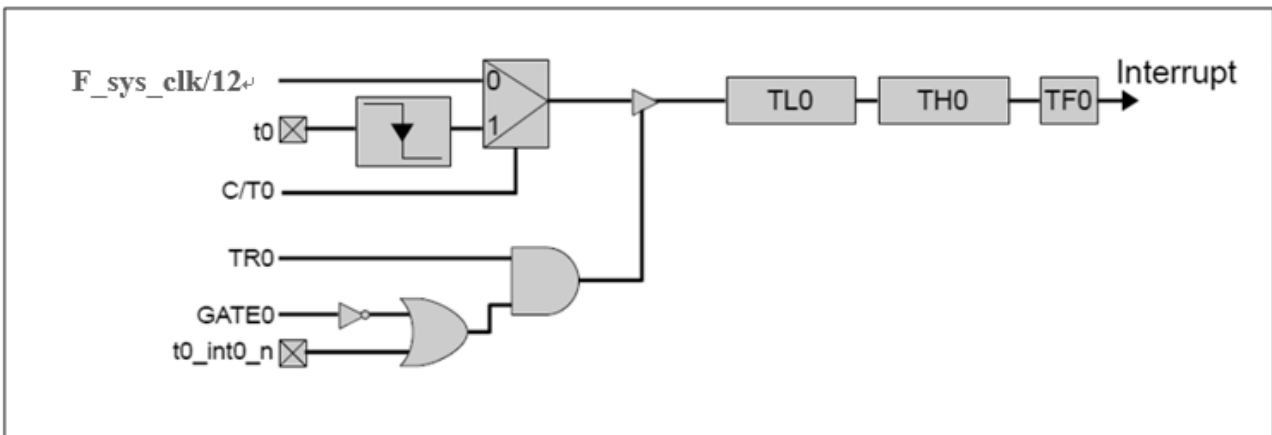 F_sys_clk/12↵
0
t0
1
C/T0
TL0
TH0
TF0
Interrupt
TR0
GATE0
t0_int0_n